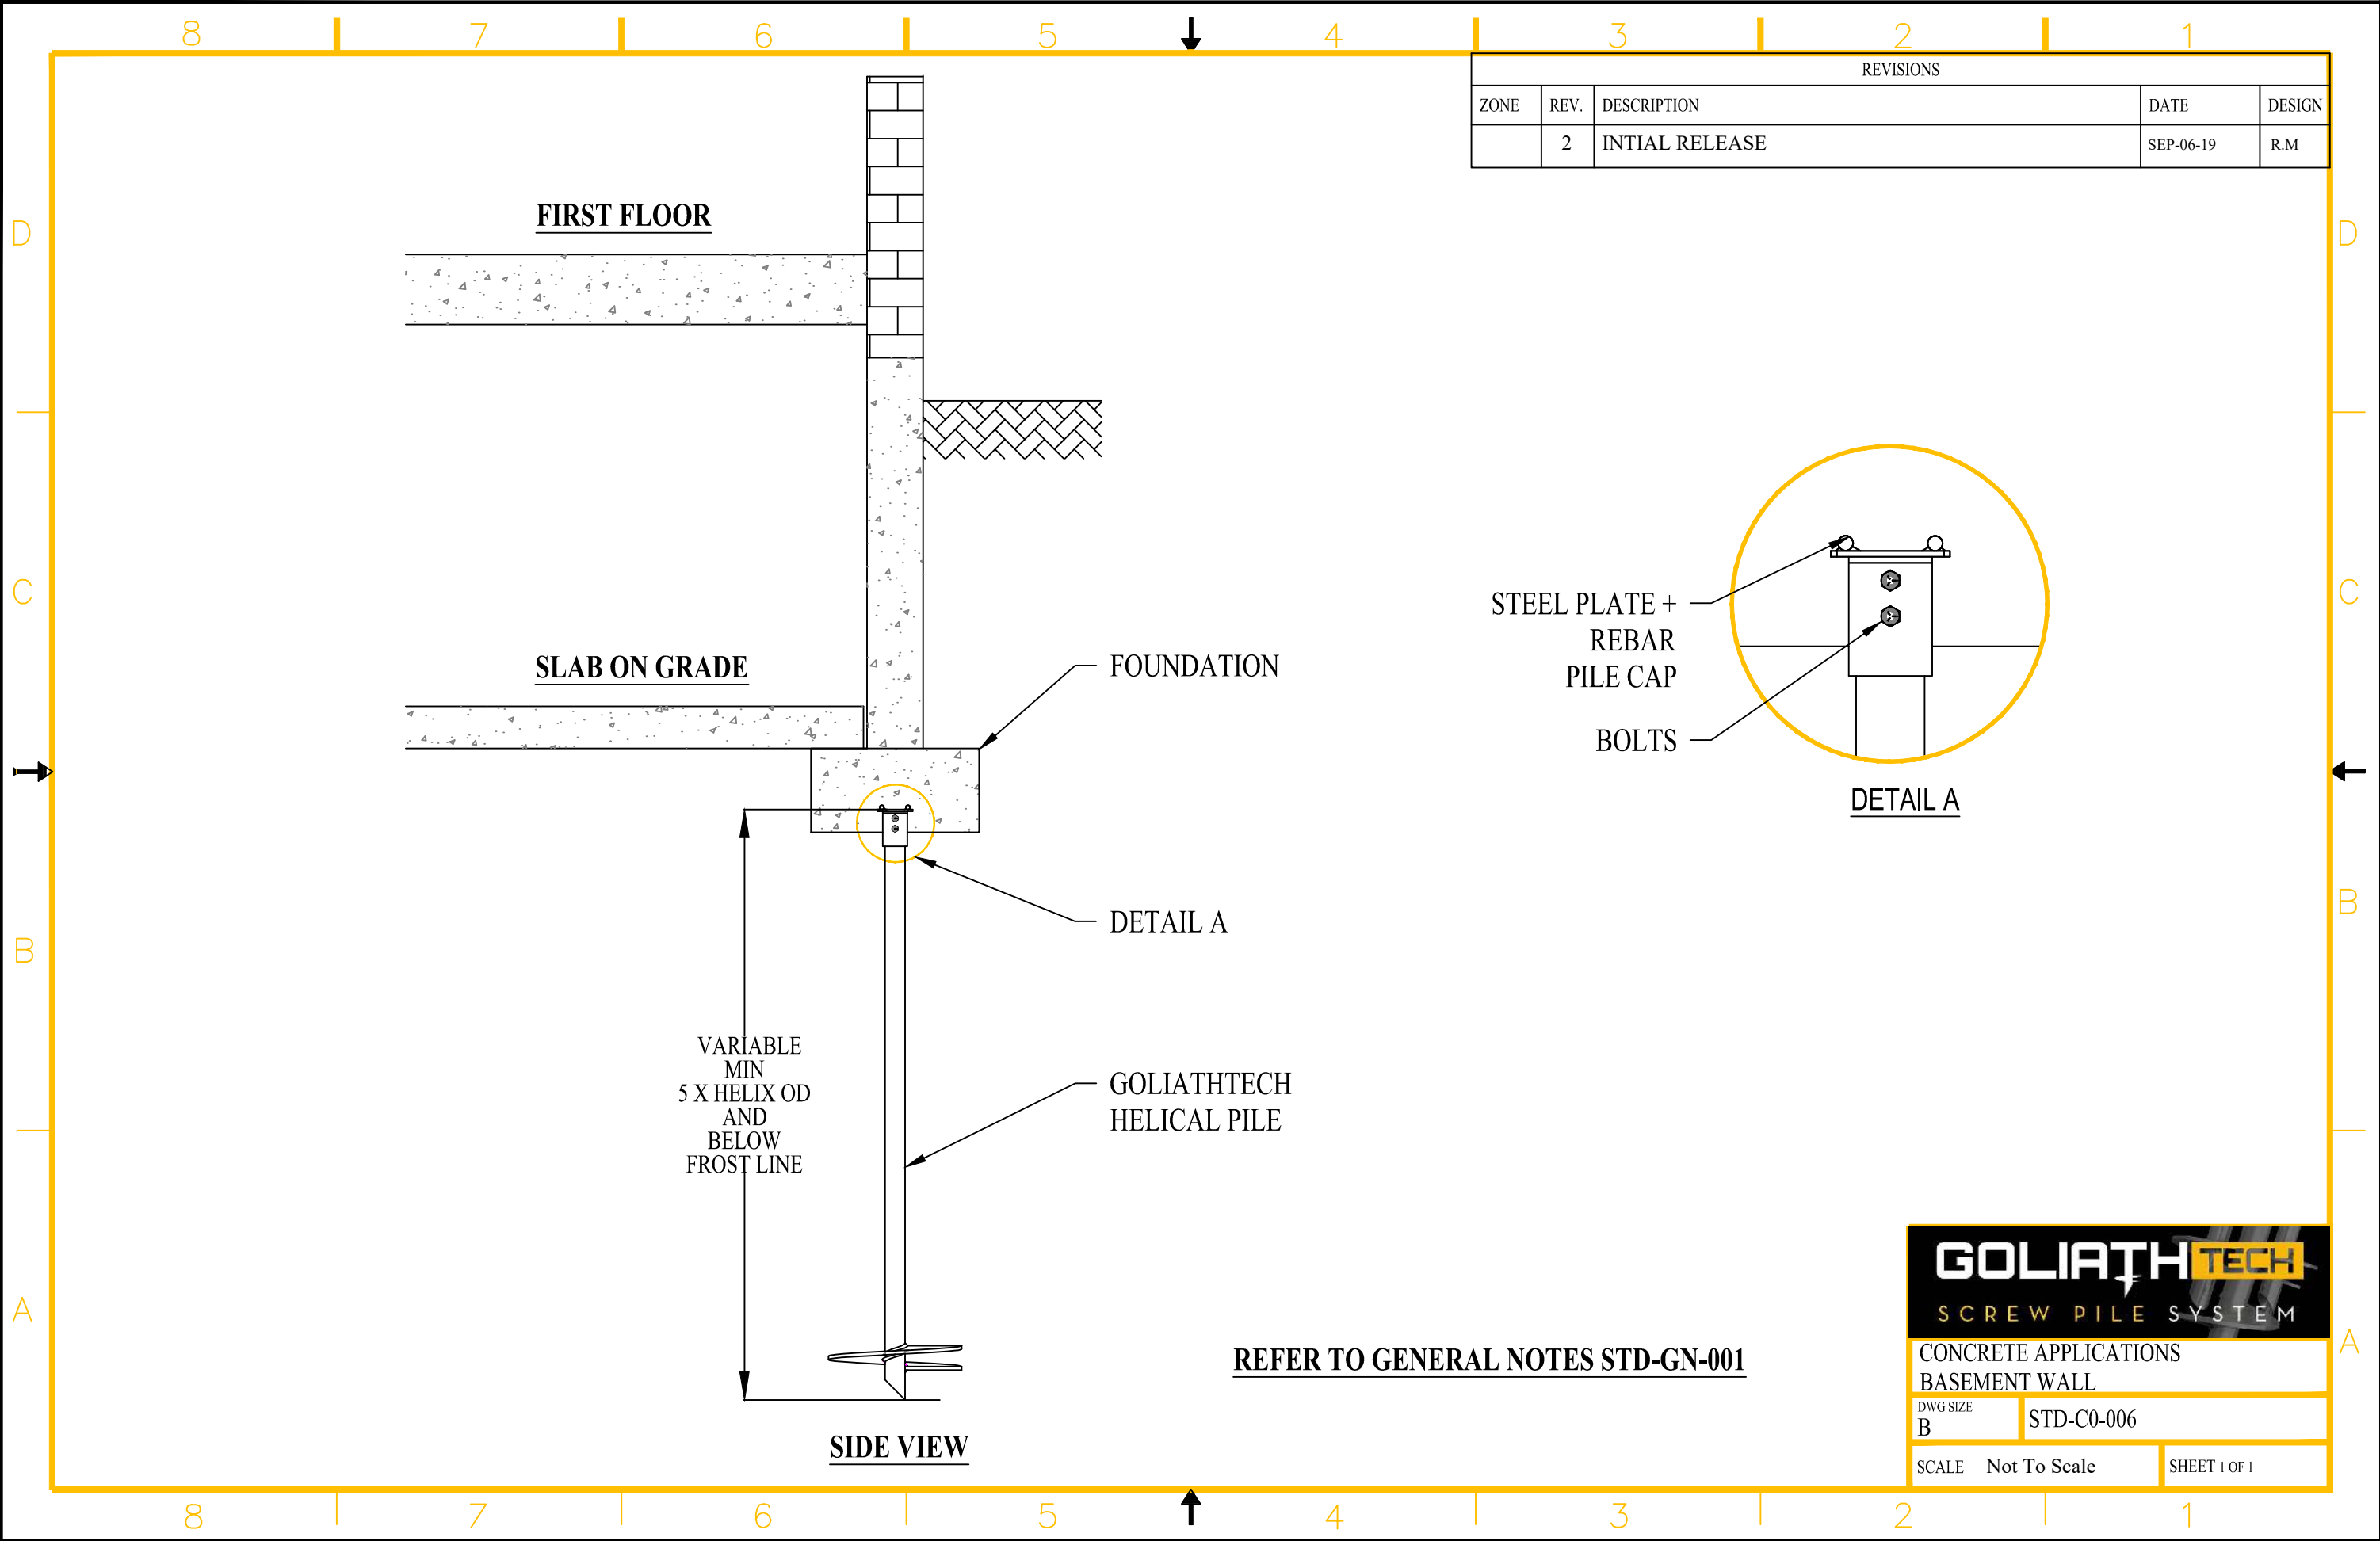 8 7 6 5 4 3 2 1
REVISIONS
ZONE REV. DESCRIPTION DATE DESIGN
2 INTIAL RELEASE SEP-06-19 R.M
D D
FIRST FLOOR
C C
STEEL PLATE +
REBAR
PILE CAP
BOLTS
DETAIL A
SLAB ON GRADE
FOUNDATION
DETAIL A
B B
VARIABLE
MIN
5 X HELIX OD
AND
BELOW
FROST LINE
GOLIATHTECH
HELICAL PILE
A A
SIDE VIEW
REFER TO GENERAL NOTES STD-GN-001
GOLIATH TECH
SCREW PILE SYSTEM
CONCRETE APPLICATIONS
BASEMENT WALL
DWG SIZE
B
STD-C0-006
SCALE Not To Scale
SHEET 1 OF 1
8 7 6 5 4 3 2 1